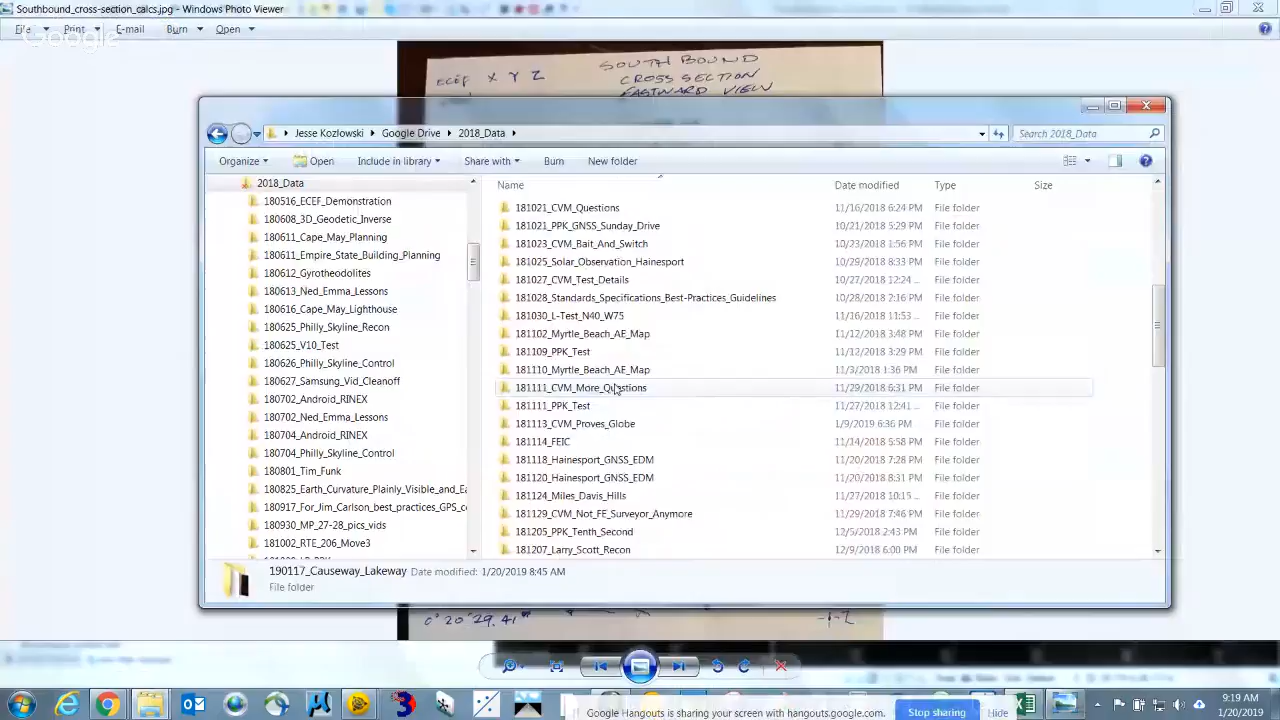 Southbound_cross-section_calcs.jpg - Windows Photo Viewer
File Print E-mail Burn Open
Google
ECEF X Y Z
SOUTH BOUND
CROSS SECTION
EASTWARD VIEW
Jesse Kozlowski Google Drive 2018_Data
Search 2018_Data
Organize Open Include in library Share with Burn New folder
2018_Data
180516_ECEF_Demonstration
180608_3D_Geodetic_Inverse
180611_Cape_May_Planning
180611_Empire_State_Building_Planning
180612_Gyrotheodolites
180613_Ned_Emma_Lessons
180616_Cape_May_Lighthouse
180625_Philly_Skyline_Recon
180625_V10_Test
180626_Philly_Skyline_Control
180627_Samsung_Vid_Cleanoff
180702_Android_RINEX
180702_Ned_Emma_Lessons
180704_Android_RINEX
180704_Philly_Skyline_Control
180801_Tim_Funk
180825_Earth_Curvature_Plainly_Visible_and_Ea
180917_For_Jim_Carlson_best_practices_GPS_c
180930_MP_27-28_pics_vids
181002_RTE_206_Move3
Name Date modified Type Size
181021_CVM_Questions 11/16/2018 6:24 PM File folder
181021_PPK_GNSS_Sunday_Drive 10/21/2018 5:29 PM File folder
181023_CVM_Bait_And_Switch 10/23/2018 1:56 PM File folder
181025_Solar_Observation_Hainesport 10/29/2018 8:33 PM File folder
181027_CVM_Test_Details 10/27/2018 12:24 ... File folder
181028_Standards_Specifications_Best-Practices_Guidelines 10/28/2018 2:16 PM File folder
181030_L-Test_N40_W75 11/16/2018 11:53 ... File folder
181102_Myrtle_Beach_AE_Map 11/12/2018 3:48 PM File folder
181109_PPK_Test 11/12/2018 3:29 PM File folder
181110_Myrtle_Beach_AE_Map 11/3/2018 1:36 PM File folder
181111_CVM_More_Questions 11/29/2018 6:31 PM File folder
181111_PPK_Test 11/27/2018 12:41 ... File folder
181113_CVM_Proves_Globe 1/9/2019 6:36 PM File folder
181114_FEIC 11/14/2018 5:58 PM File folder
181118_Hainesport_GNSS_EDM 11/20/2018 7:28 PM File folder
181120_Hainesport_GNSS_EDM 11/20/2018 8:31 PM File folder
181124_Miles_Davis_Hills 11/27/2018 10:15 ... File folder
181129_CVM_Not_FE_Surveyor_Anymore 11/29/2018 7:46 PM File folder
181205_PPK_Tenth_Second 12/5/2018 2:43 PM File folder
181207_Larry_Scott_Recon 12/9/2018 6:00 PM File folder
190117_Causeway_Lakeway Date modified: 1/20/2019 8:45 AM
File folder
0° 20' 29.41"
Google Hangouts is sharing your screen with hangouts.google.com.
Stop sharing
Hide
9:19 AM
1/20/2019